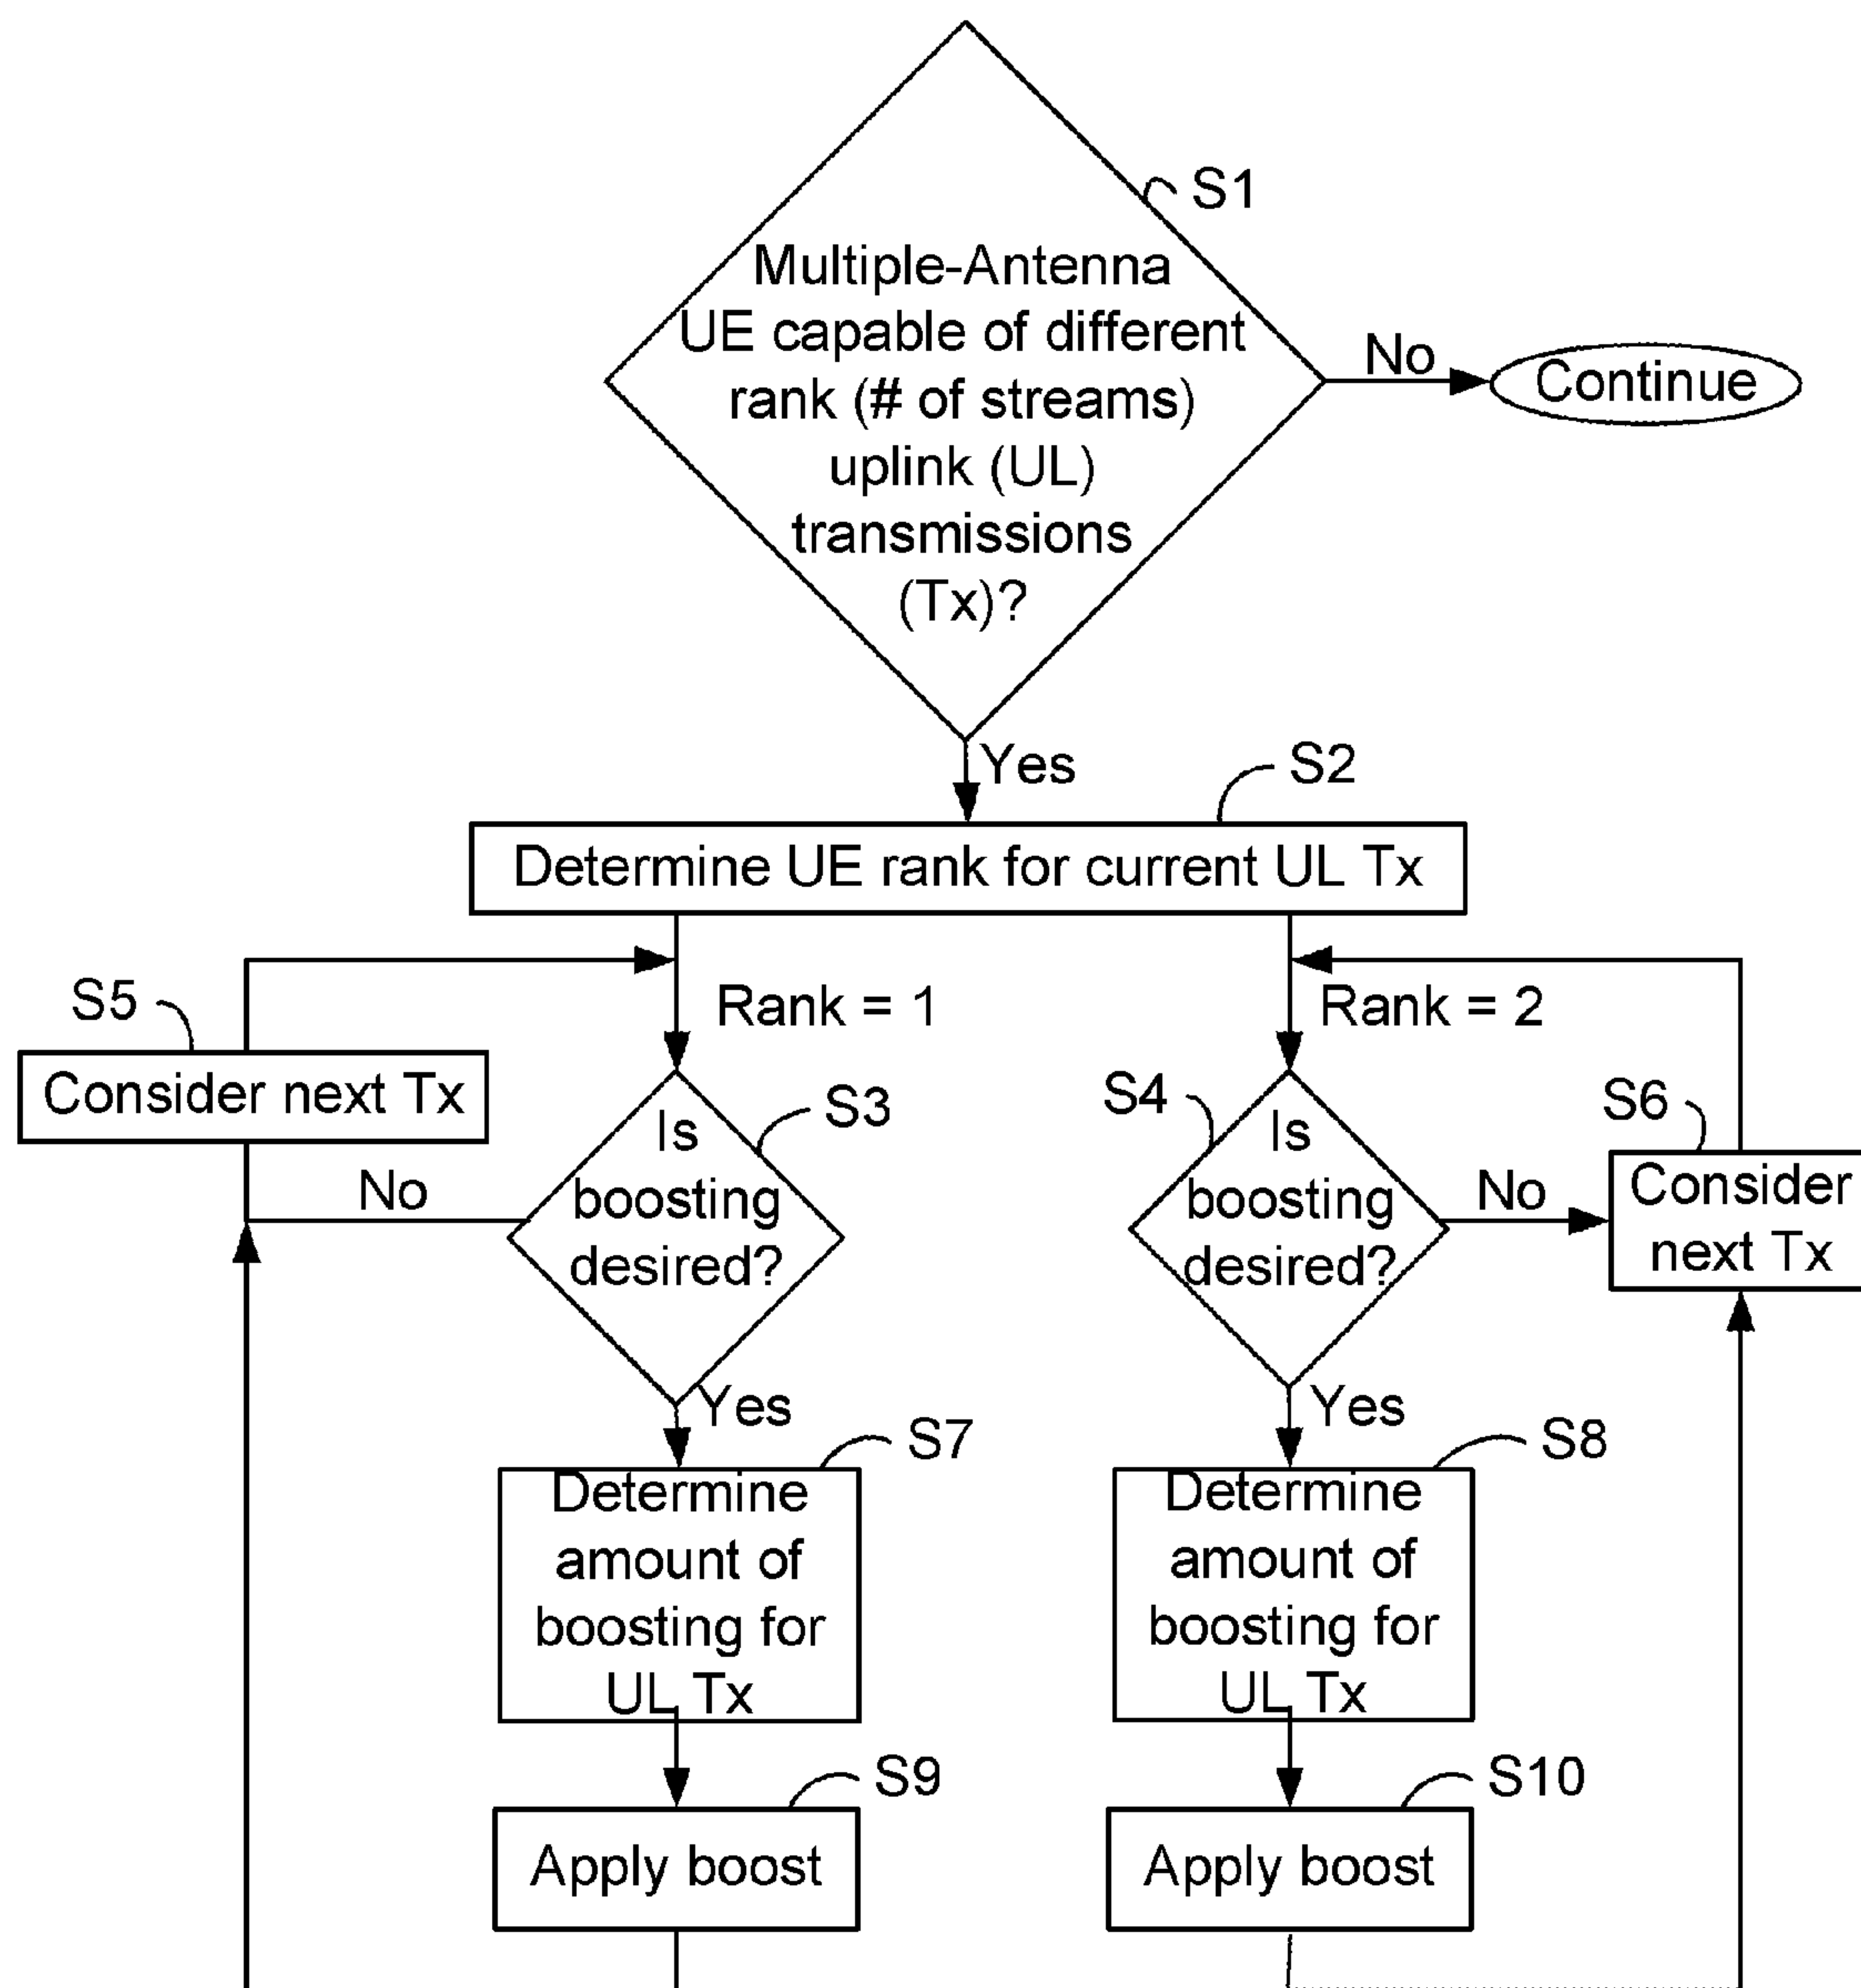 S1
Multiple-Antenna
UE capable of different
rank (# of streams)
uplink (UL)
transmissions
(Tx)?
No
Continue
Yes
S2
Determine UE rank for current UL Tx
Rank = 1
Rank = 2
S5
Consider next Tx
No
S3
Is
boosting
desired?
S4
Is
boosting
desired?
No
S6
Consider
next Tx
Yes
Yes
S7
Determine
amount of
boosting for
UL Tx
S8
Determine
amount of
boosting for
UL Tx
S9
Apply boost
S10
Apply boost